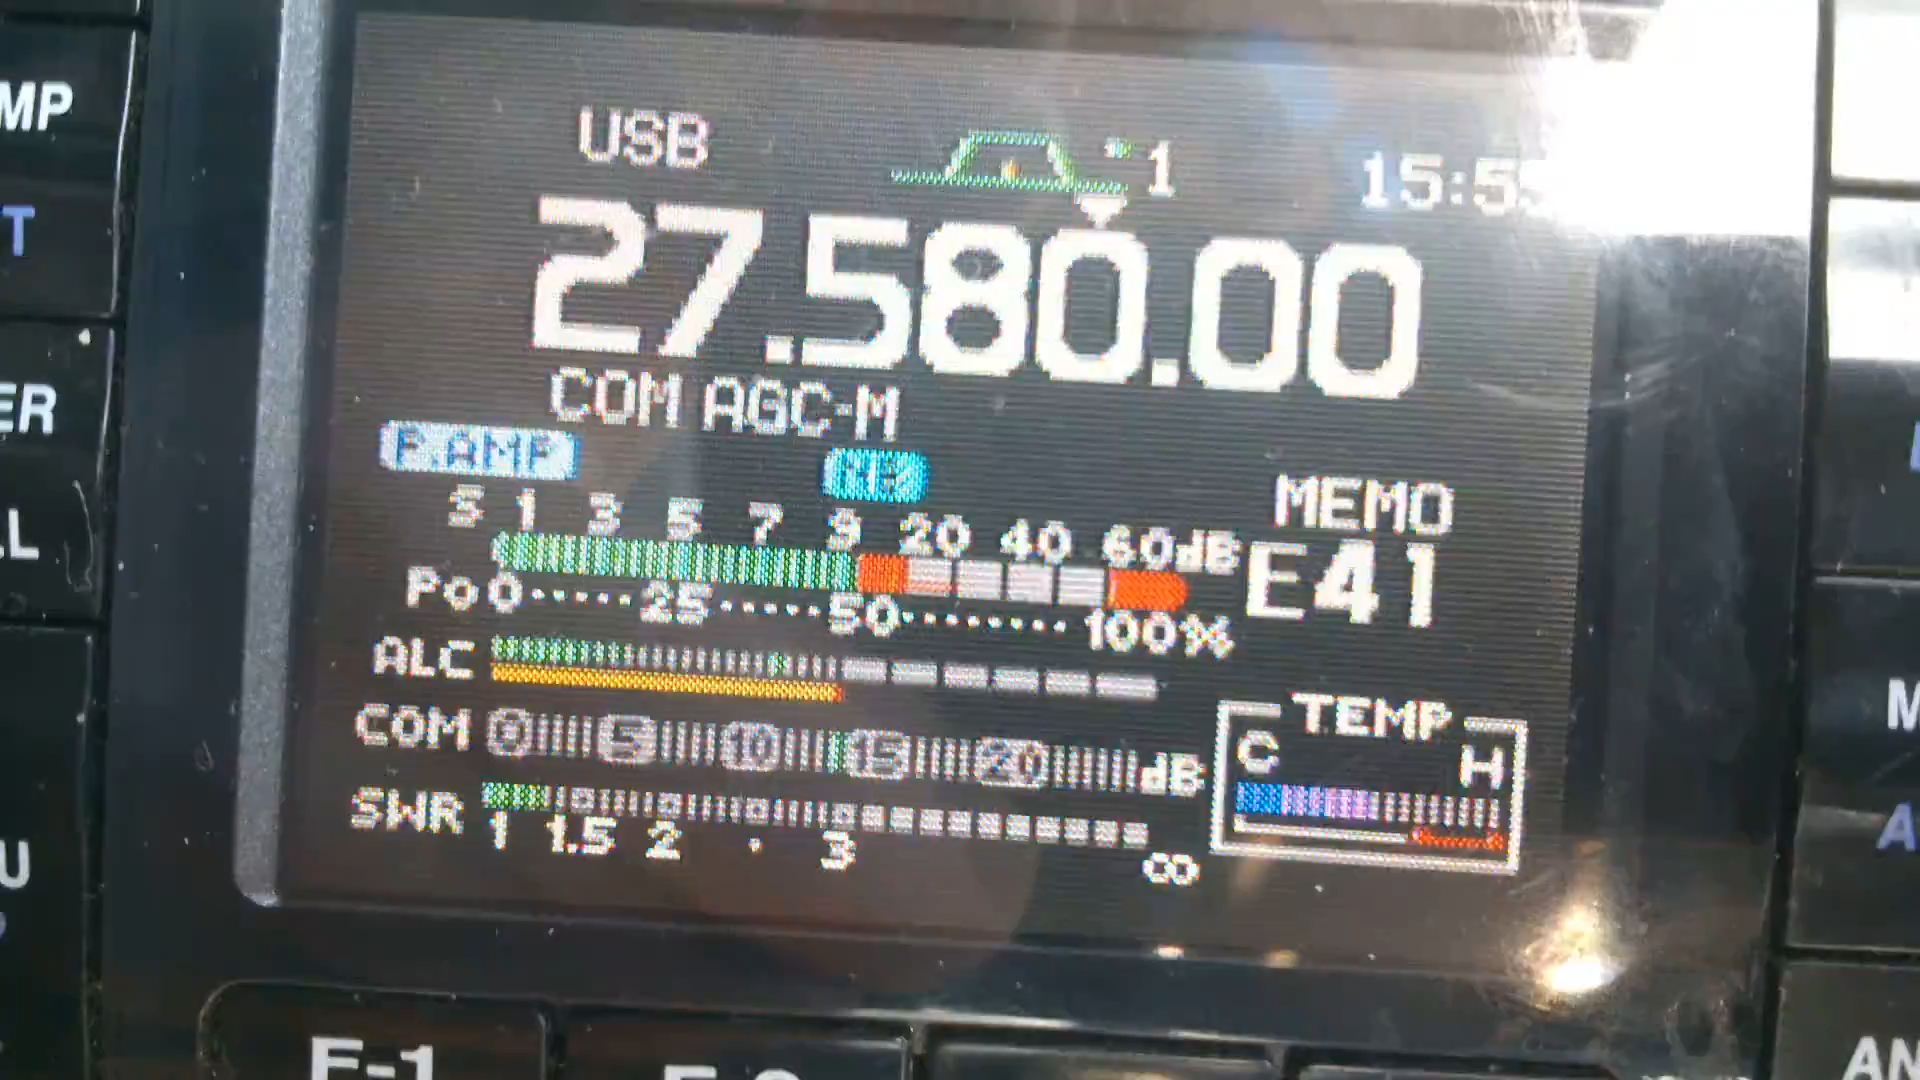 USB 1 15:5
27.580.00
COM AGC-M
P.AMP NB
S 1 3 5 7 9 20 40 60dB
MEMO
E41
Po 0 25 50 100%
ALC
COM 0 5 10 15 20 dB
SWR 1 1.5 2 3 ∞
TEMP
C H
MP
T
ER
L
U
F-1
M
A
AN